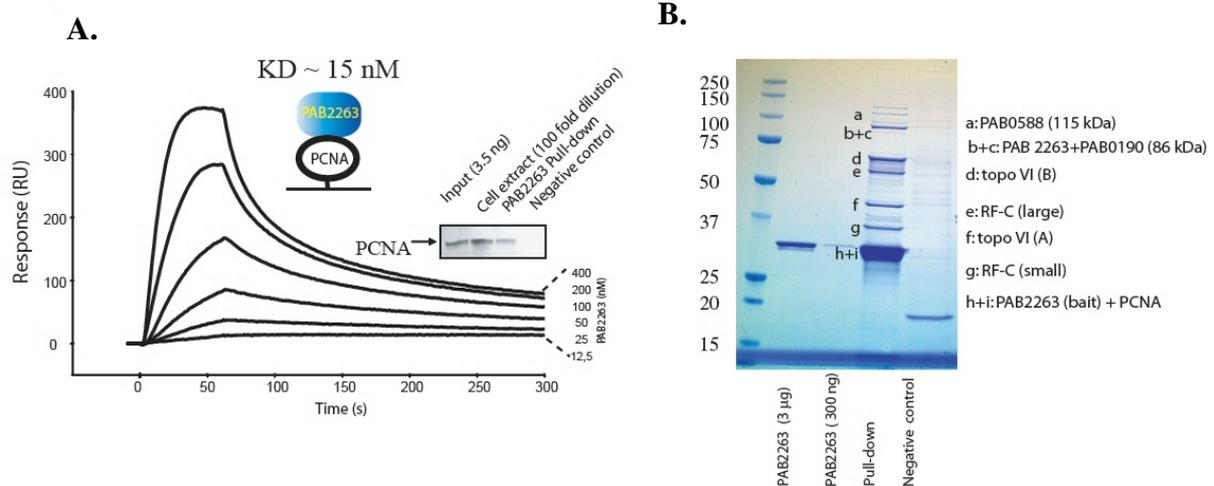 A.
KD ~ 15 nM
PAB2263
PCNA
Input (3.5 ng)
Cell extract (100 fold dilution)
PAB2263 Pull-down
Negative control
PCNA
Response (RU)
400
300
200
100
0
0
50
100
150
200
250
300
Time (s)
400
200
100
50
25
12,5
PAB2263 (nM)
B.
250
150
100
75
50
37
25
20
15
a
b+c
d
e
f
g
h+i
a:PAB0588 (115 kDa)
b+c: PAB 2263+PAB0190 (86 kDa)
d:topo VI (B)
e:RF-C (large)
f:topo VI (A)
g:RF-C (small)
h+i:PAB2263 (bait) + PCNA
PAB2263 (3 µg)
PAB2263 (300 ng)
Pull-down
Negative control